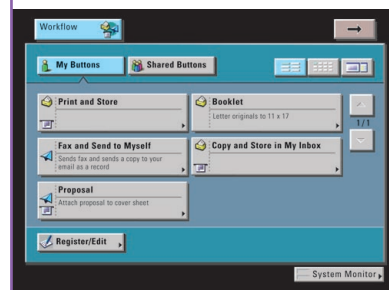 Workflow
My Buttons
Shared Buttons
Print and Store
Booklet
Letter originals to 11 x 17
1/1
Fax and Send to Myself
Sends fax and sends a copy to your
email as a record
Copy and Store in My Inbox
Proposal
Attach proposal to cover sheet
Register/Edit
System Monitor